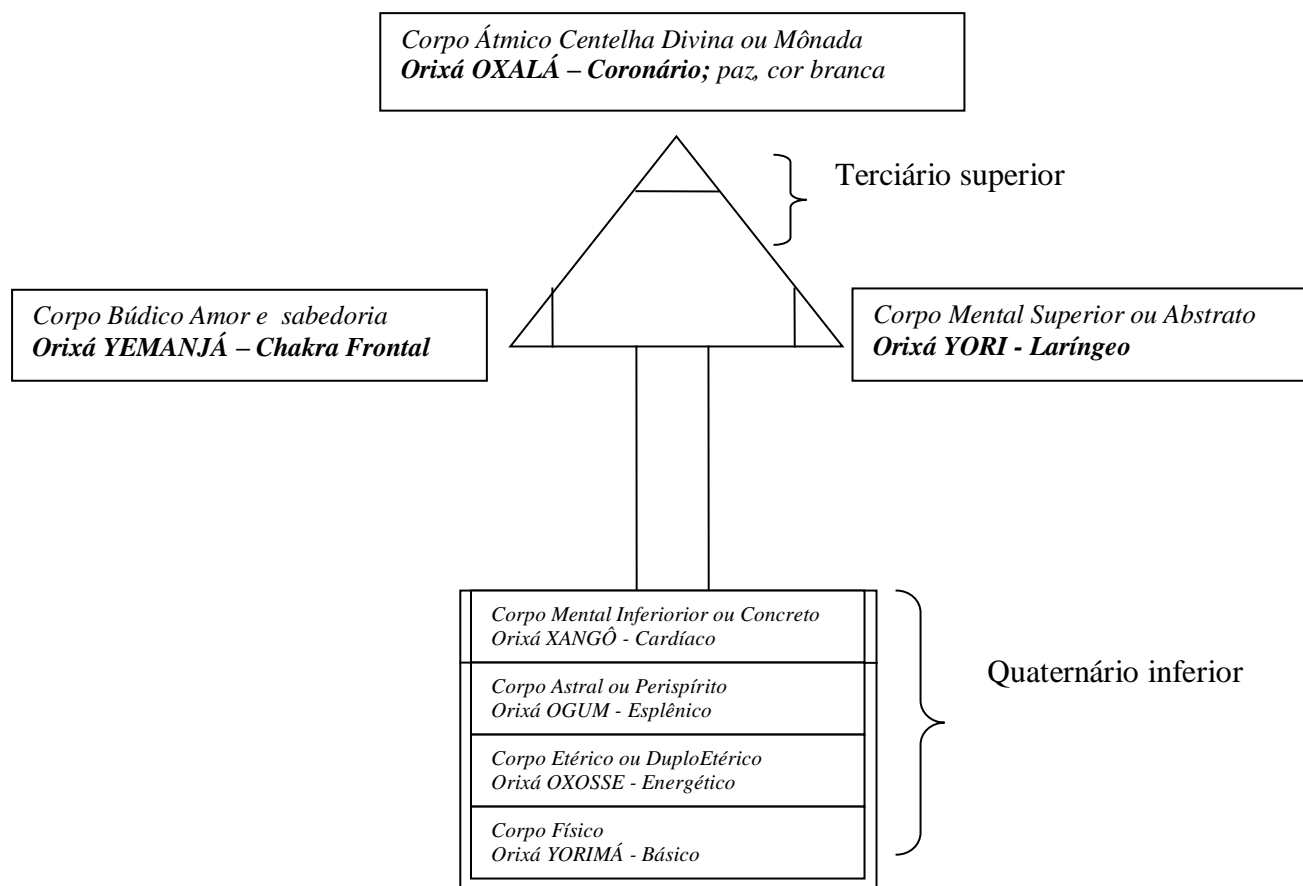 Corpo Átmico Centelha Divina ou Mônada
Orixá OXALÁ – Coronário; paz, cor branca
Terciário superior
Corpo Búdico Amor e sabedoria
Orixá YEMANJÁ – Chakra Frontal
Corpo Mental Superior ou Abstrato
Orixá YORI - Laríngeo
Corpo Mental Inferiorior ou Concreto
Orixá XANGÔ - Cardíaco
Corpo Astral ou Perispírito
Orixá OGUM - Esplênico
Corpo Etérico ou DuploEtérico
Orixá OXOSSE - Energético
Corpo Físico
Orixá YORIMÁ - Básico
Quaternário inferior